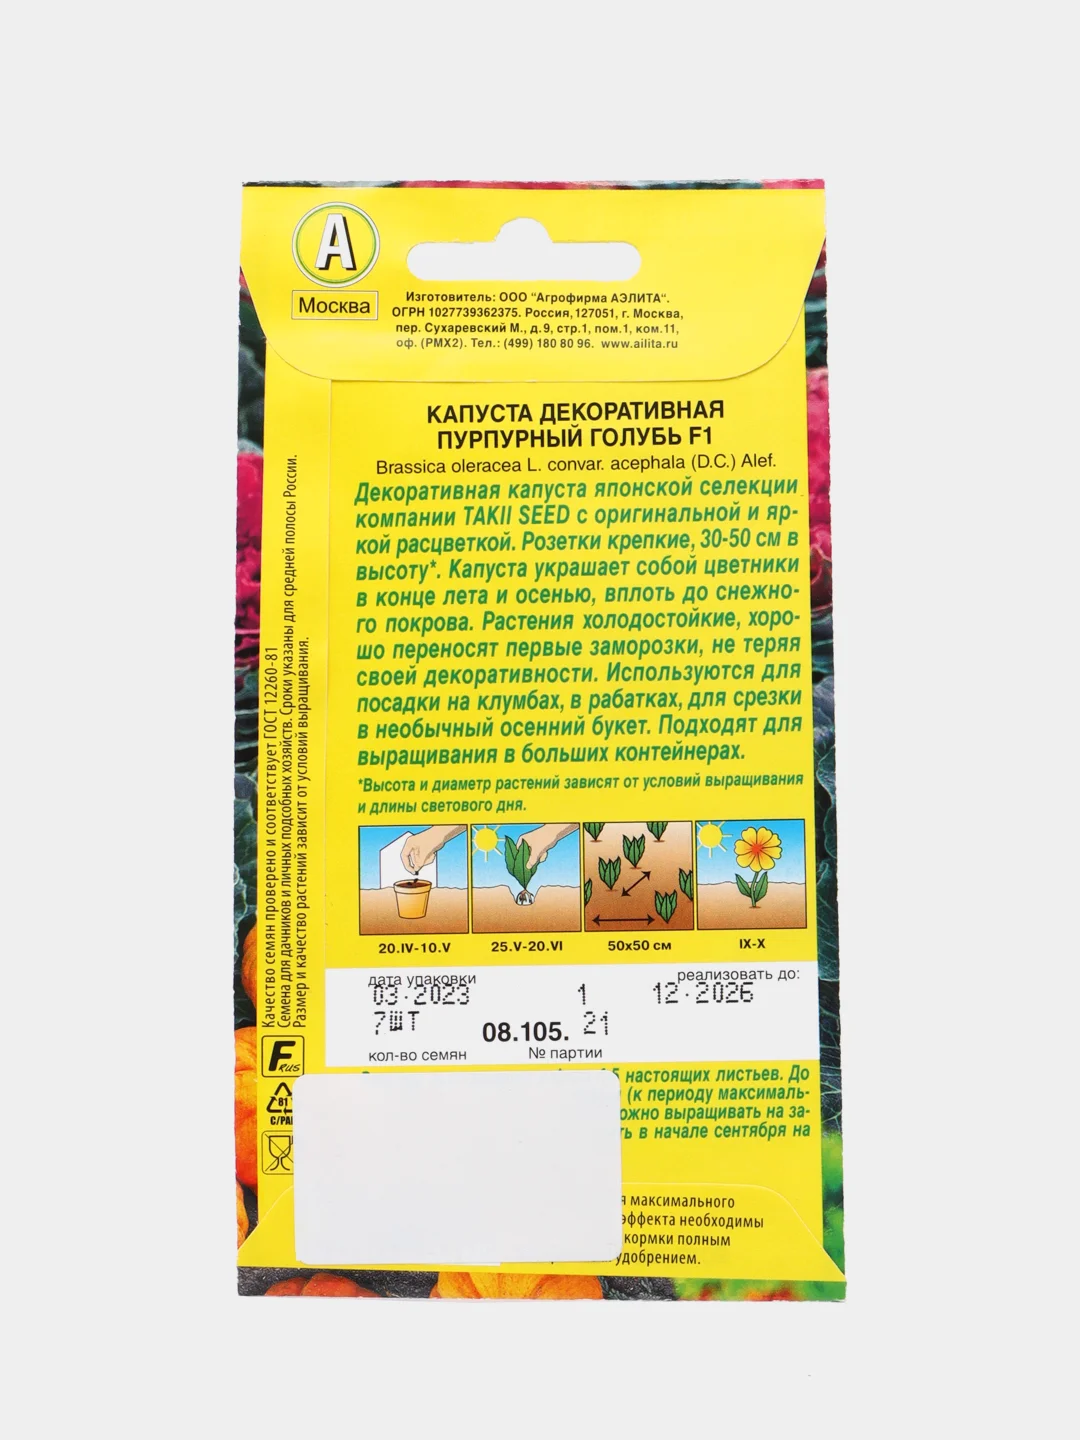 А
Москва
Изготовитель: ООО "Агрофирма АЭЛИТА".
ОГРН 1027739362375. Россия, 127051, г. Москва,
пер. Сухаревский М., д.9, стр.1, пом.1, ком.11,
оф. (РМХ2). Тел.: (499) 180 80 96. www.ailita.ru
КАПУСТА ДЕКОРАТИВНАЯ
ПУРПУРНЫЙ ГОЛУБЬ F1
Brassica oleracea L. convar. acephala (D.C.) Alef.
Декоративная капуста японской селекции
компании TAKII SEED с оригинальной и яр-
кой расцветкой. Розетки крепкие, 30-50 см в
высоту*. Капуста украшает собой цветники
в конце лета и осенью, вплоть до снежно-
го покрова. Растения холодостойкие, хоро-
шо переносят первые заморозки, не теряя
своей декоративности. Используются для
посадки на клумбах, в рабатках, для срезки
в необычный осенний букет. Подходят для
выращивания в больших контейнерах.
*Высота и диаметр растений зависят от условий выращивания
и длины светового дня.
20.IV-10.V 25.V-20.VI 50x50 см IX-X
дата упаковки реализовать до:
03.2023 1 12.2026
7ШТ 08.105. 21
кол-во семян № партии
5 настоящих листьев. До
(к периоду максималь-
ожно выращивать на за-
ть в начале сентября на
я максимального
эффекта необходимы
кормки полным
удобрением.
Качество семян проверено и соответствует ГОСТ 12260-81
Семена для дачников и личных подсобных хозяйств. Сроки указаны для средней полосы России.
Размер и качество растений зависит от условий выращивания.
F RUS
81
C/PAP